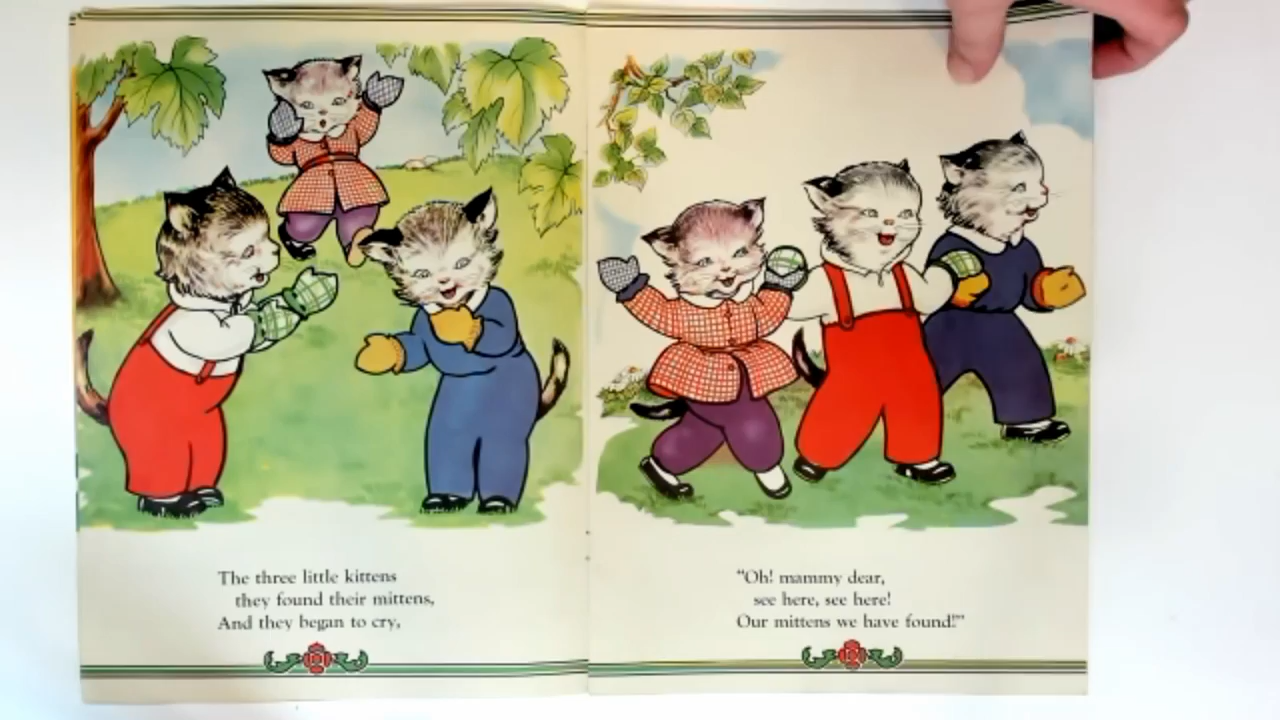 The three little kittens
they found their mittens,
And they began to cry,
“Oh! mammy dear,
see here, see here!
Our mittens we have found!”